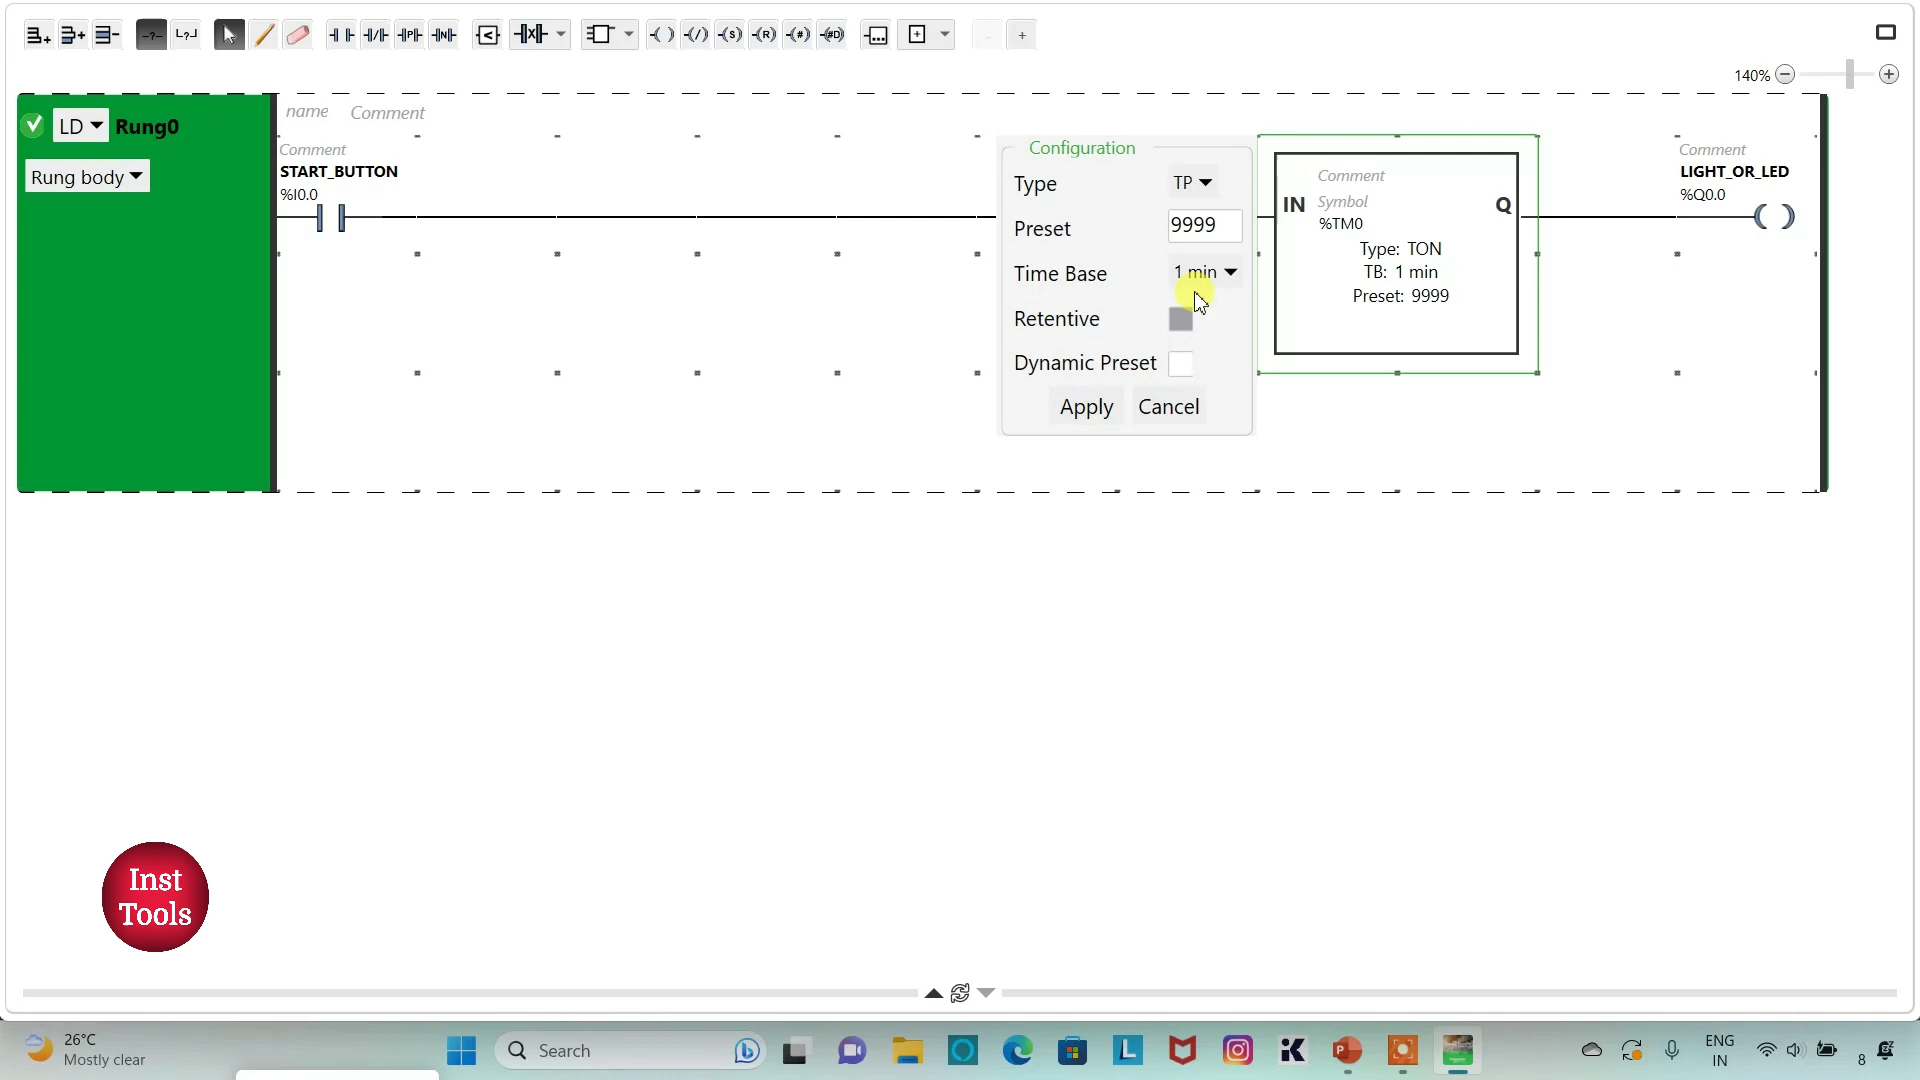 -?-
L?┘
X
P
N
<
/
S
R
#
#D
...
140%
LD
Rung0
name Comment
Rung body
Comment
START_BUTTON
%I0.0
Configuration
Type TP
Preset 9999
Time Base 1 min
Retentive
Dynamic Preset
Apply Cancel
Comment
Symbol
IN Q
%TM0
Type: TON
TB: 1 min
Preset: 9999
Comment
LIGHT_OR_LED
%Q0.0
Inst
Tools
26°C
Mostly clear
Search
L
K
P
ENG
IN
8